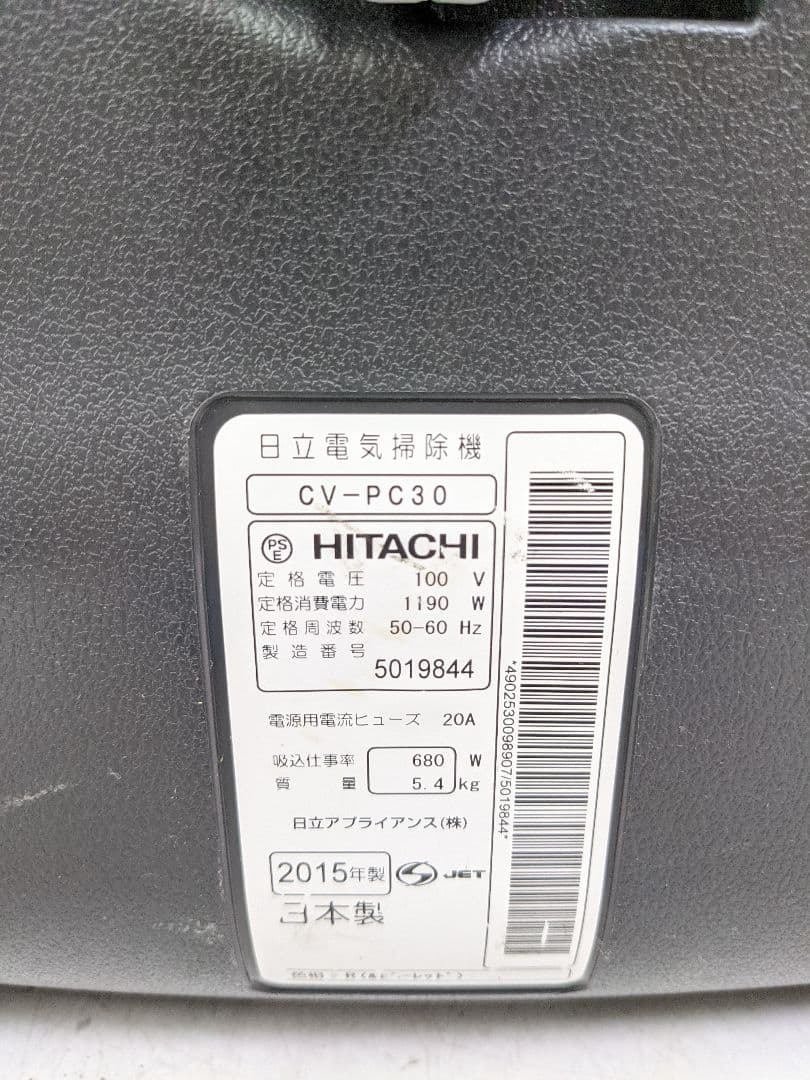 日立電気掃除機
CV-PC30
PS
E
HITACHI
定格電圧 100 V
定格消費電力 1190 W
定格周波数 50-60 Hz
製造番号 5019844
電源用電流ヒューズ 20A
吸込仕事率 680 W
質量 5.4 kg
日立アプライアンス(株)
2015年製 S JET
日本製
*4902530098907/5019844*